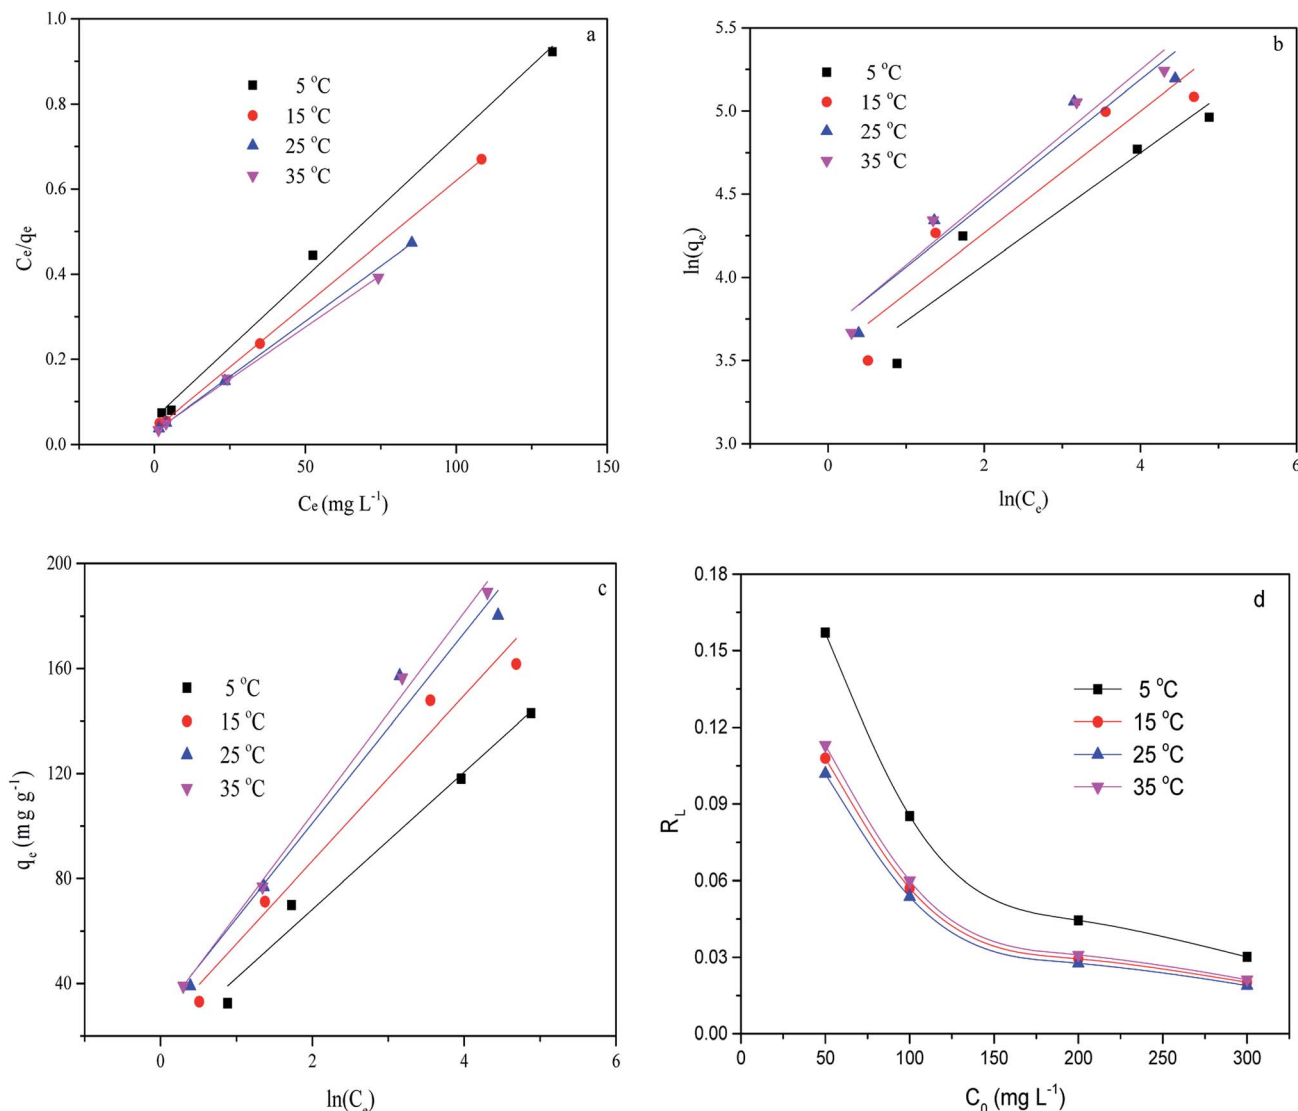 a
5 °C
15 °C
25 °C
35 °C
1.0
0.8
0.6
0.4
0.2
0.0
0 50 100 150
Ce/qe
Ce (mg L⁻¹)
b
5 °C
15 °C
25 °C
35 °C
5.5
5.0
4.5
4.0
3.5
3.0
0 2 4 6
ln(qe)
ln(Ce)
c
5 °C
15 °C
25 °C
35 °C
200
160
120
80
40
0 2 4 6
qe (mg g⁻¹)
ln(Ce)
d
5 °C
15 °C
25 °C
35 °C
0.18
0.15
0.12
0.09
0.06
0.03
0.00
0 50 100 150 200 250 300
RL
C0 (mg L⁻¹)